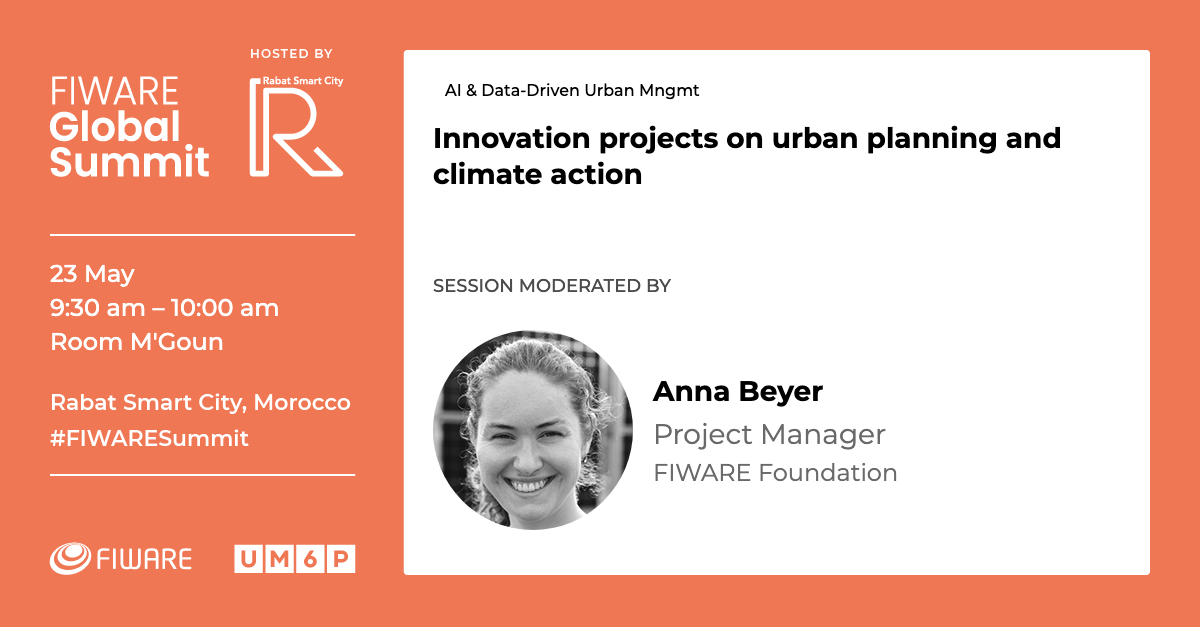 HOSTED BY
FIWARE
Global
Summit
Rabat Smart City
R
23 May
9:30 am – 10:00 am
Room M'Goun
Rabat Smart City, Morocco
#FIWARESummit
FIWARE
UM6P
AI & Data-Driven Urban Mngmt
Innovation projects on urban planning and
climate action
SESSION MODERATED BY
Anna Beyer
Project Manager
FIWARE Foundation